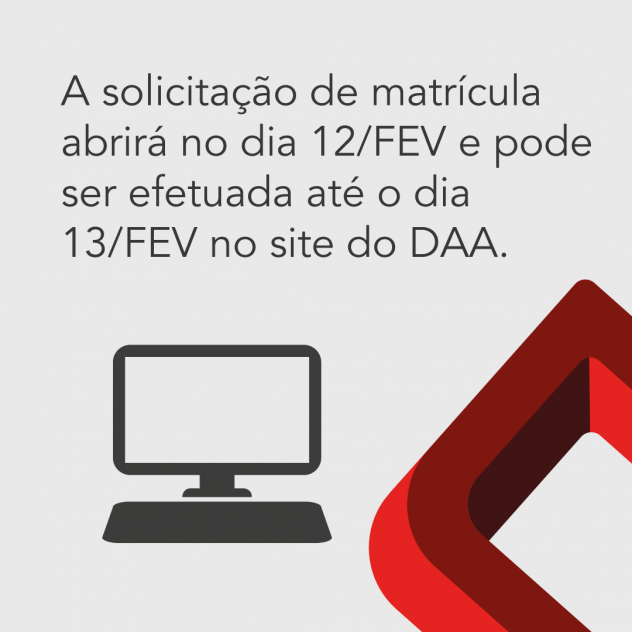 A solicitação de matrícula
abrirá no dia 12/FEV e pode
ser efetuada até o dia
13/FEV no site do DAA.